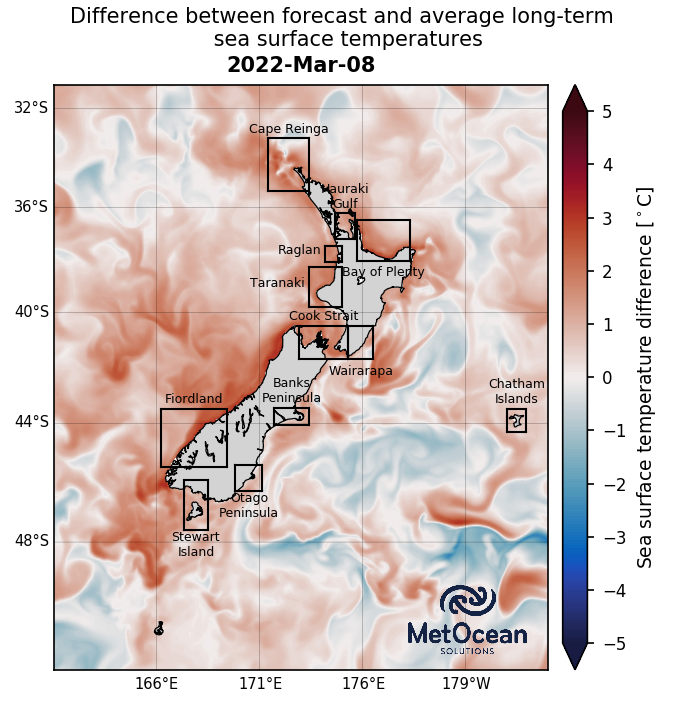 Difference between forecast and average long-term
sea surface temperatures
2022-Mar-08
32°S
36°S
40°S
44°S
48°S
166°E
171°E
176°E
179°W
Cape Reinga
Hauraki
Gulf
Raglan
Bay of Plenty
Taranaki
Cook Strait
Wairarapa
Banks
Peninsula
Chatham
Islands
Fiordland
Otago
Peninsula
Stewart
Island
MetOcean
SOLUTIONS
5
4
3
2
1
0
−1
−2
−3
−4
−5
Sea surface temperature difference [°C]